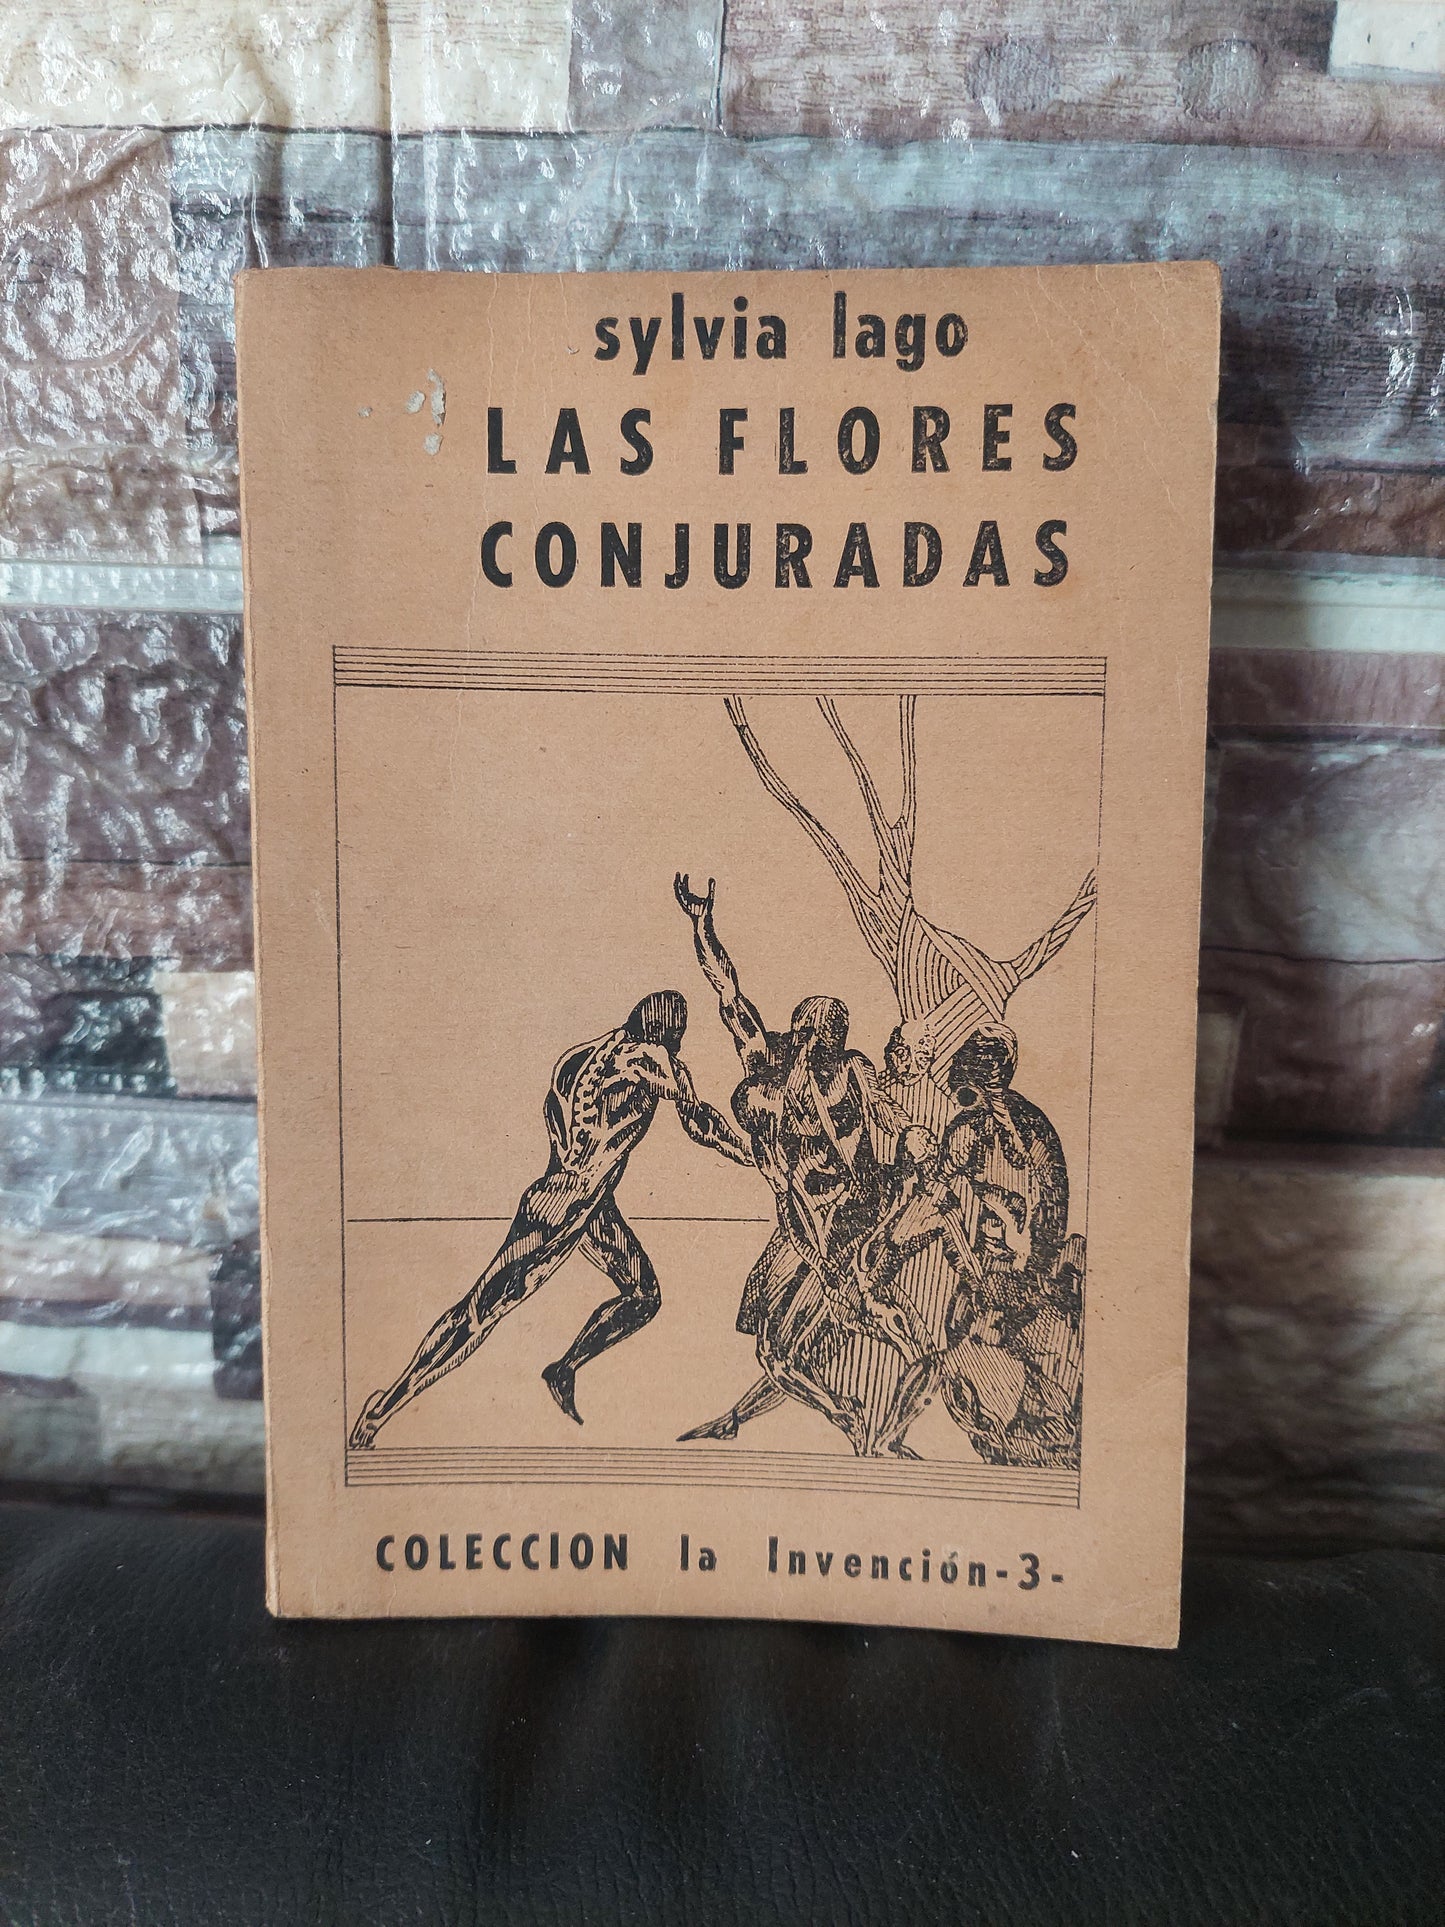 sylvia lago
LAS FLORES
CONJURADAS
COLECCION la Invención-3-